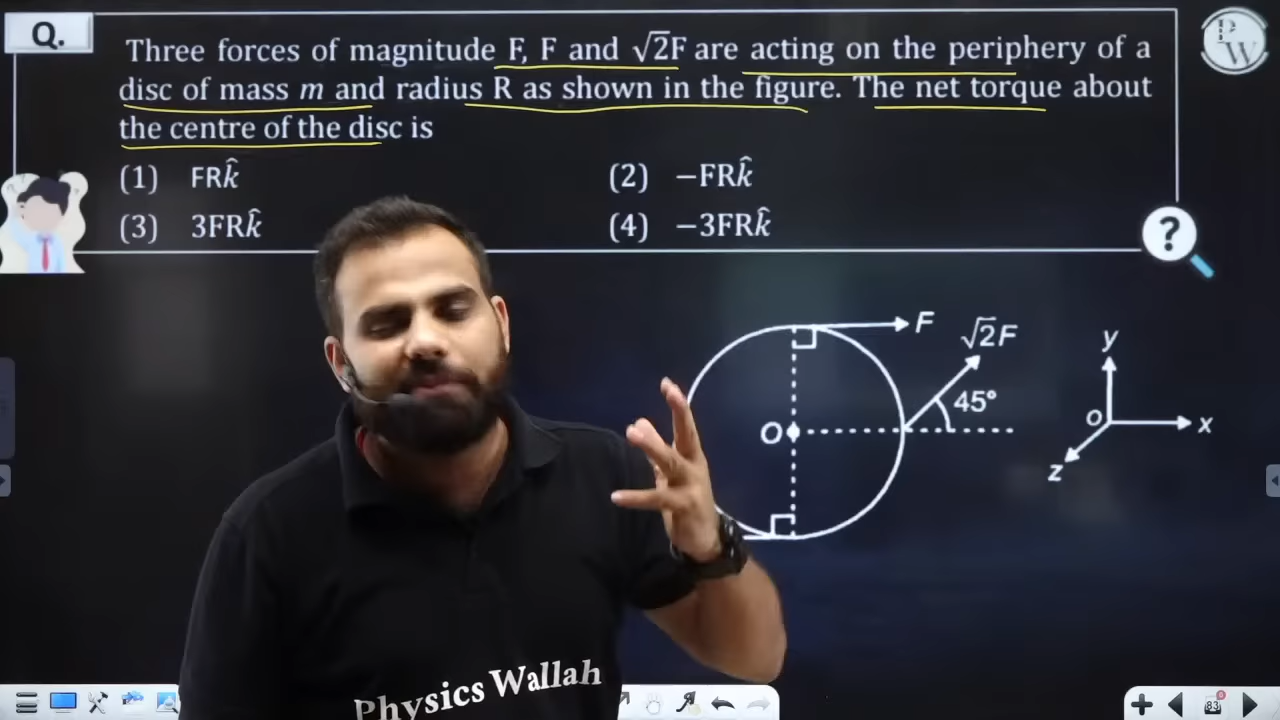 Q.
Three forces of magnitude F, F and √2F are acting on the periphery of a
disc of mass m and radius R as shown in the figure. The net torque about
the centre of the disc is
(1) FRk̂
(2) −FRk̂
(3) 3FRk̂
(4) −3FRk̂
P
W
?
F
√2F
45°
O
y
O
x
z
Physics Wallah
83